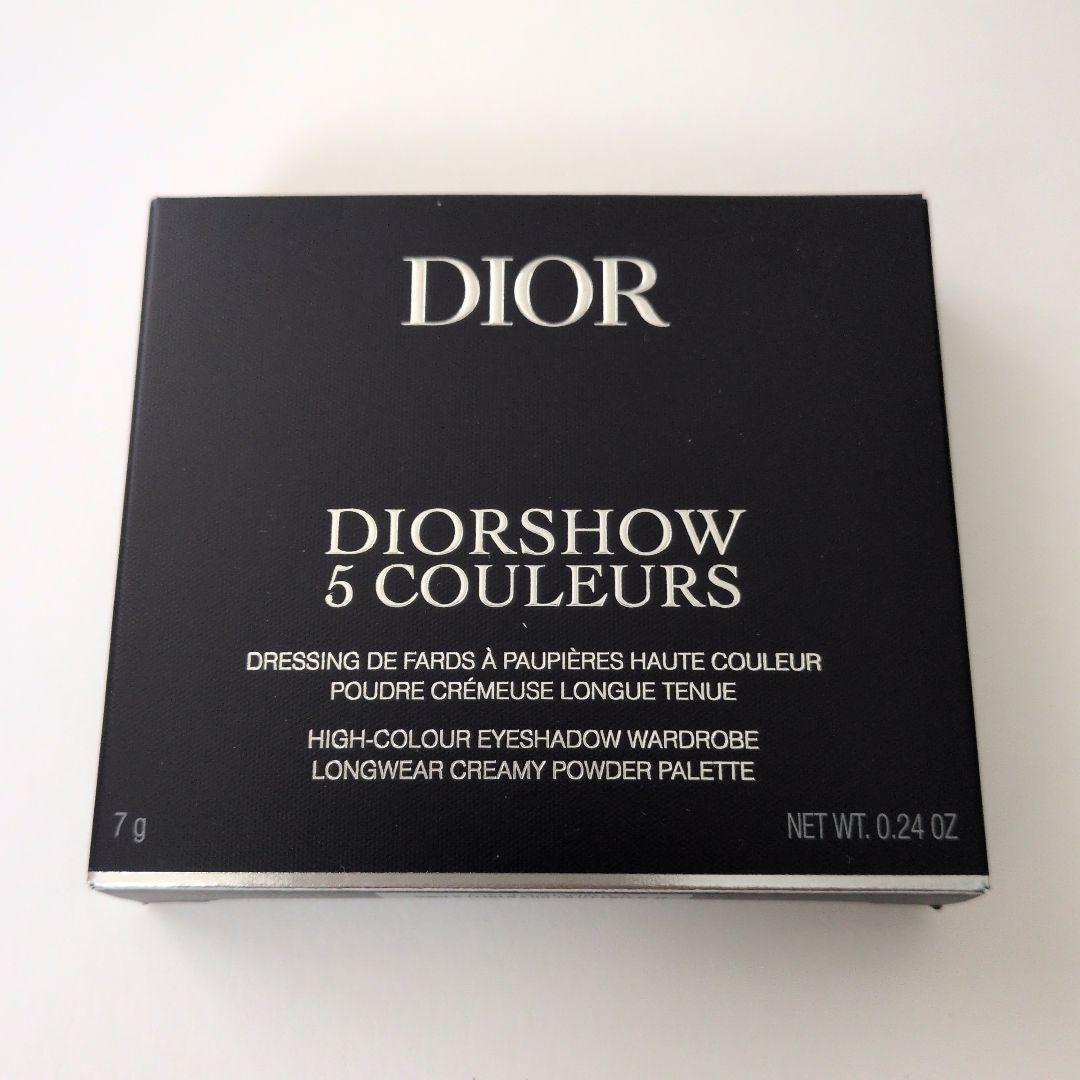 DIOR
DIORSHOW
5 COULEURS
DRESSING DE FARDS À PAUPIÈRES HAUTE COULEUR
POUDRE CRÉMEUSE LONGUE TENUE
HIGH-COLOUR EYESHADOW WARDROBE
LONGWEAR CREAMY POWDER PALETTE
7 g
NET WT. 0.24 OZ